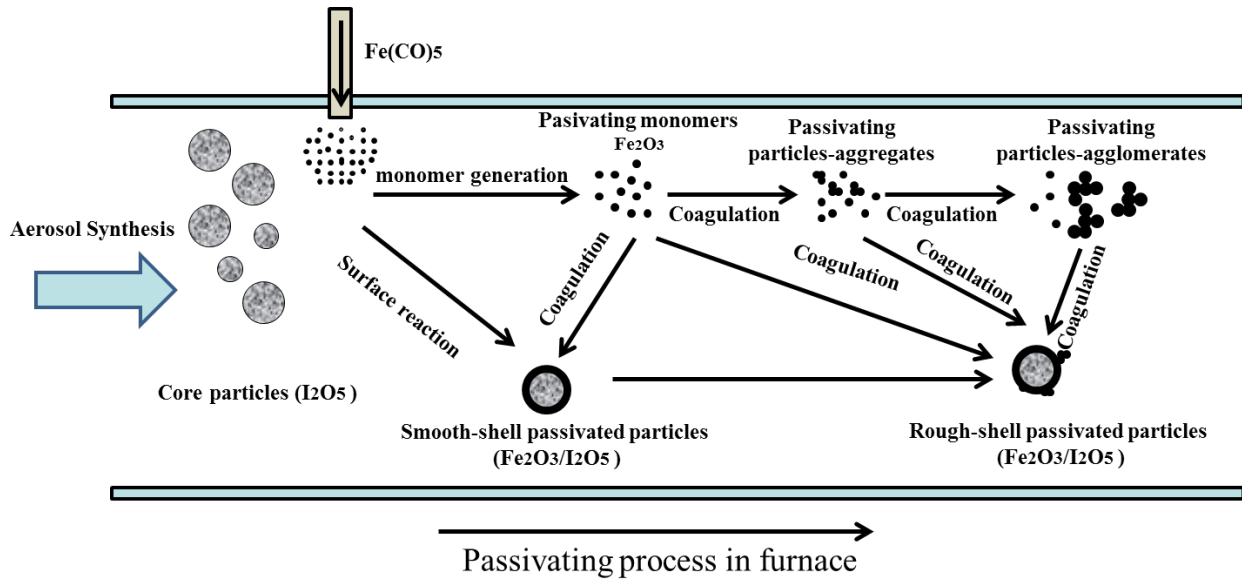 Fe(CO)5
Pasivating monomers
Fe2O3
Passivating
particles-aggregates
Passivating
particles-agglomerates
monomer generation
Coagulation
Coagulation
Aerosol Synthesis
Surface reaction
Coagulation
Coagulation
Coagulation
Coagulation
Core particles (I2O5 )
Smooth-shell passivated particles
(Fe2O3/I2O5 )
Rough-shell passivated particles
(Fe2O3/I2O5 )
Passivating process in furnace